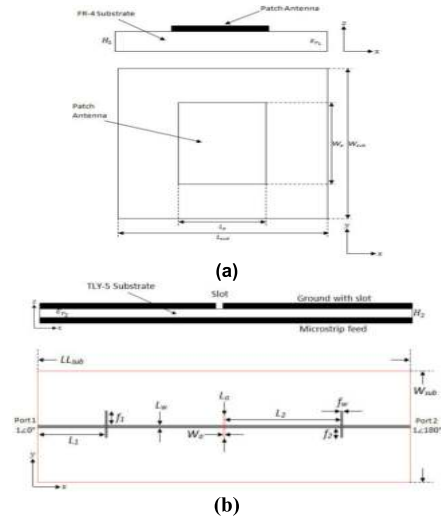 Patch-Antenna
FR-4 Substrate
H₁
εr₁
z
x
Patch
Antenna
Wₚ
Wsub
Lₚ
Lsub
y
x
(a)
TLY-5 Substrate
Slot
Ground with slot
z
εr₂
H₂
x
Microstrip feed
LLsub
Wsub
Port 1
1∠0°
f₁
Lw
La
L₂
fw
Port 2
1∠180°
L₁
Wa
f₂
y
x
(b)